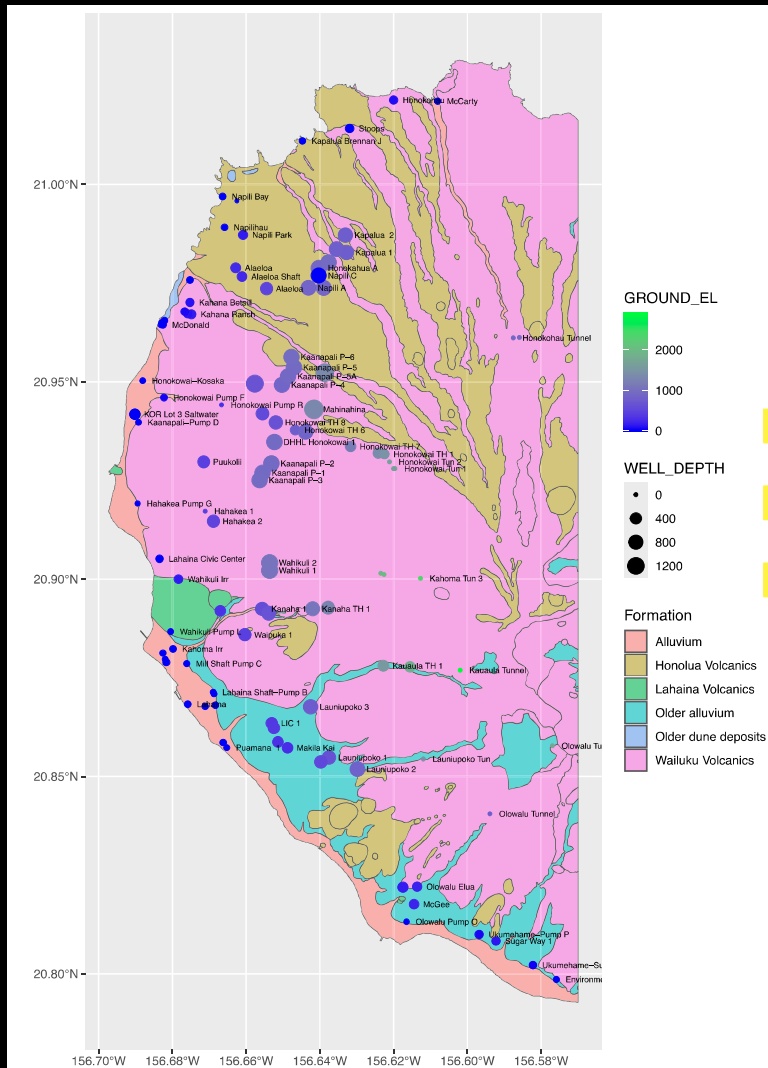 Honokohau
McCarty
Stoops
Kapalua Brennan J
21.00°N
Napili Bay
Napilihau
Napili Park
Kapalua 2
Kapalua 1
Alaeloa
Honokahua A
Alaeloa Shaft
Napili C
Alaeloa
Napili A
Kahana Betsill
Kahana Ranch
McDonald
Honokohau Tunnel
Kaanapali P-6
Kaanapali P-5
Kaanapali P-5A
20.95°N
Honokowai-Kosaka
Kaanapali P-4
Honokowai Pump F
Honokowai Pump R
Mahinahina
KOR Lot 3 Saltwater
Kaanapali-Pump D
Honokowai TH 8
Honokowai TH 6
DHHL Honokowai 1
Honokowai TH 7
Honokowai TH 1
Puukolii
Kaanapali P-2
Honokowai Tun 2
Honokowai Tun 1
Kaanapali P-1
Kaanapali P-3
Hahakea Pump G
Hahakea 1
Hahakea 2
Lahaina Civic Center
Wahikuli 2
Wahikuli 1
20.90°N
Wahikuli Irr
Kahoma Tun 3
Kanaha 1
Kanaha TH 1
Wahikuli Pump L
Waipuka 1
Kahoma Irr
Mill Shaft Pump C
Kauaula TH 1
Kauaula Tunnel
Lahaina Shaft-Pump B
Lahaina
Launiupoko 3
LIC 1
Puamana 1
Makila Kai
Olowalu Tu
Launiupoko 1
Launiupoko Tun
Launiupoko 2
20.85°N
Olowalu Tunnel
Olowalu Elua
McGee
Olowalu Pump O
Ukumehame-Pump P
Sugar Way 1
Ukumehame-Su
20.80°N
Environme
156.70°W
156.68°W
156.66°W
156.64°W
156.62°W
156.60°W
156.58°W
GROUND_EL
2000
1000
0
WELL_DEPTH
0
400
800
1200
Formation
Alluvium
Honolua Volcanics
Lahaina Volcanics
Older alluvium
Older dune deposits
Wailuku Volcanics